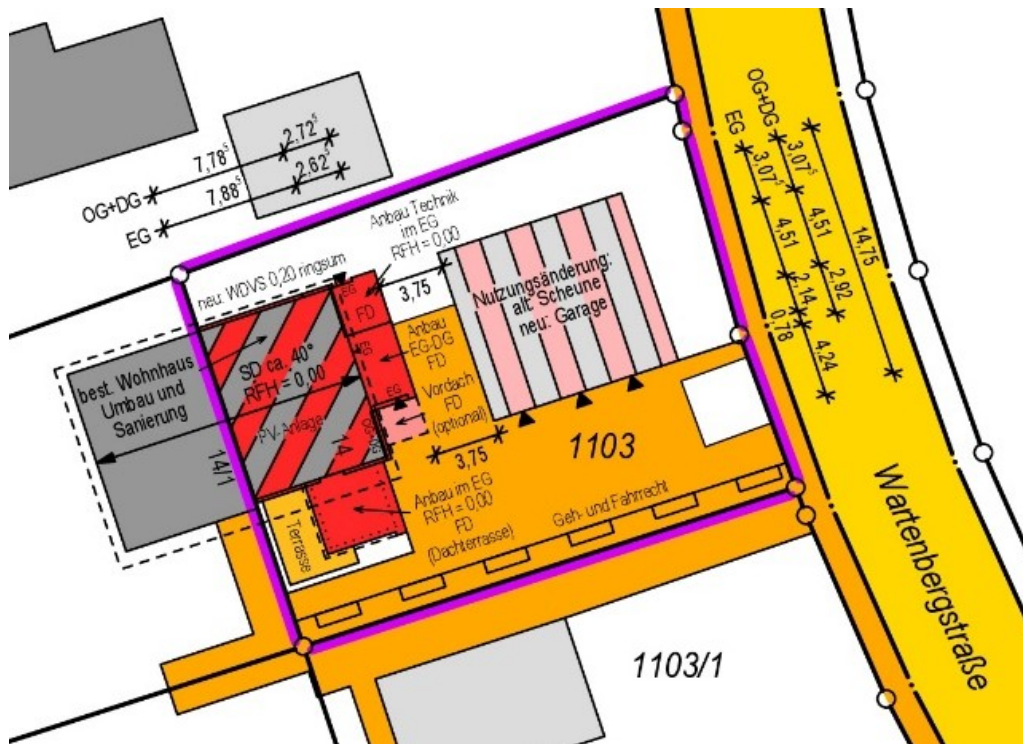 OG+DG
7,78⁵
2,72⁵
EG
7,88⁵
2,62⁵
OG+DG
EG
3,07⁵
3,07⁵
4,51
4,51
14,75
2,14
2,92
0,78
4,24
neu: WDVS 0,20 ringsum
Anbau Technik
im EG
RFH = 0,00
3,75
EG
FD
EG
EG
Anbau
EG-DG
FD
Vordach
FD
(optional)
Nutzungsänderung:
alt: Scheune
neu: Garage
best. Wohnhaus
Umbau und
Sanierung
SD ca. 40°
RFH = 0,00
PV-Anlage
14/1
14
OG+DG
3,75
1103
Anbau im EG
RFH = 0,00
FD
(Dachterrasse)
Terrasse
Geh- und Fahrrecht
1103/1
Wartenbergstraße